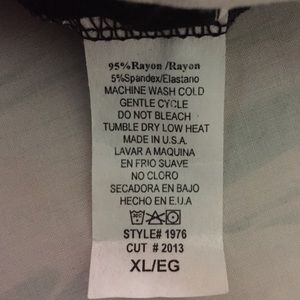 95%Rayon /Rayon
5%Spandex/Elastano
MACHINE WASH COLD
GENTLE CYCLE
DO NOT BLEACH
TUMBLE DRY LOW HEAT
MADE IN U.S.A.
LAVAR A MAQUINA
EN FRIO SUAVE
NO CLORO
SECADORA EN BAJO
HECHO EN E.U.A
STYLE# 1976
CUT # 2013
XL/EG